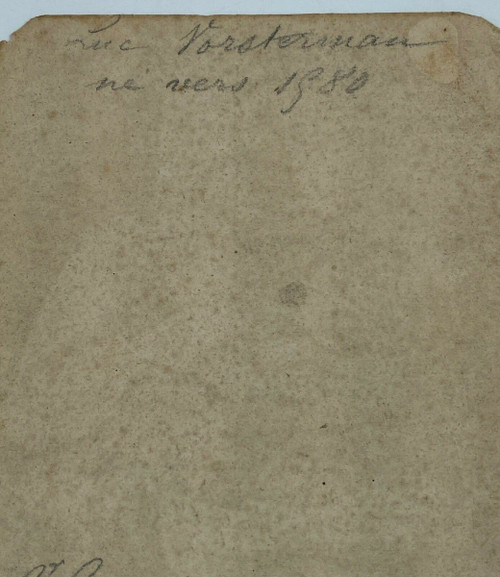 Luc Vorsterman
né vers 1580